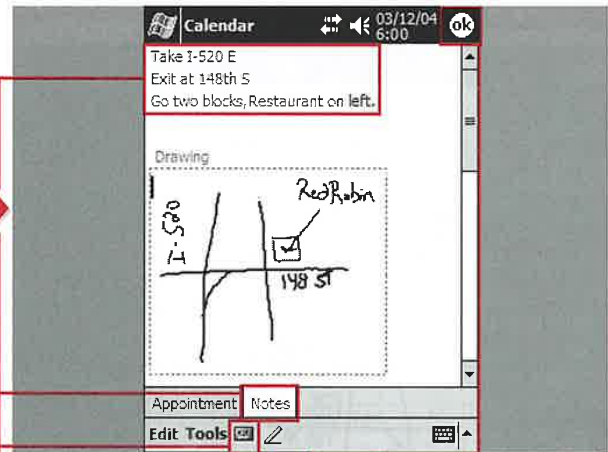 Calendar 03/12/04 ok
6:00
Take I-520 E
Exit at 148th S
Go two blocks, Restaurant on left.
Drawing
I-520
RedRobin
148 ST
Appointment Notes
Edit Tools